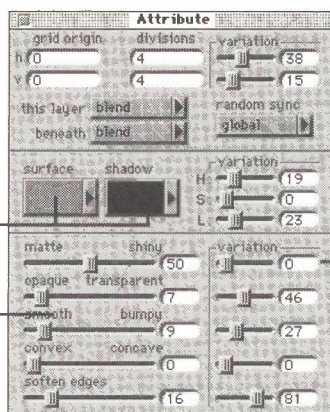 Attribute
grid origin divisions variation
h 0 4 38
v 0 4 15
this layer blend random sync
beneath blend global
surface shadow variation
H 19
S 0
L 23
matte shiny variation
50 0
opaque transparent
7 46
smooth bumpy
9 27
convex concave
0 0
soften edges
16 81